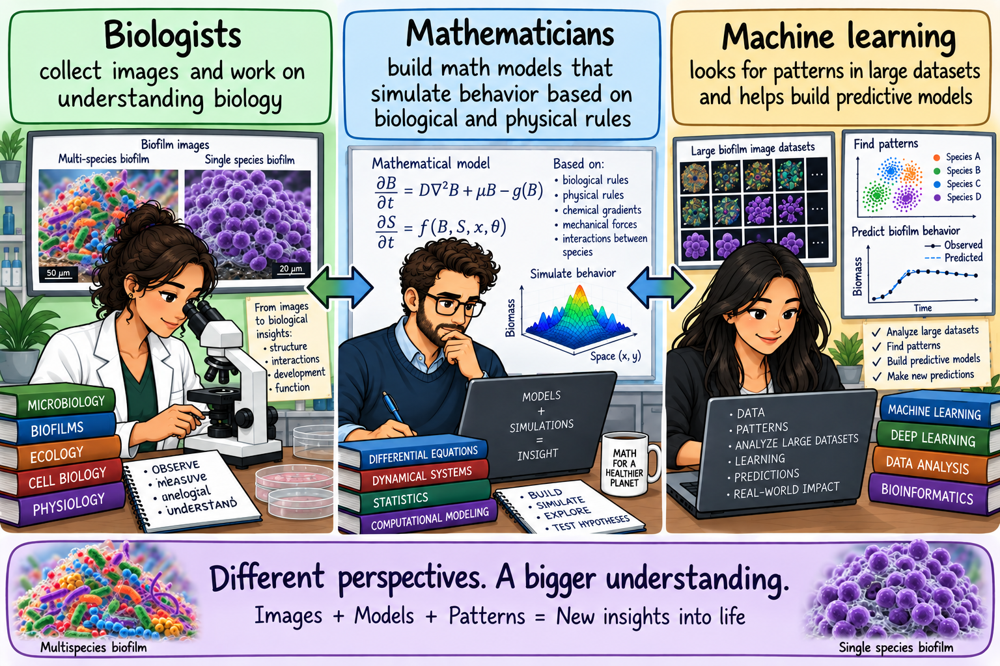 Biologists
collect images and work on
understanding biology
Biofilm images
Multi-species biofilm
Single species biofilm
50 µm
20 µm
From images
to biological
insights:
• structure
• interactions
• development
• function
MICROBIOLOGY
BIOFILMS
ECOLOGY
CELL BIOLOGY
PHYSIOLOGY
• OBSERVE
• MEASURE
• anelogial
• UNDERSTAND
Mathematicians
build math models that
simulate behavior based on
biological and physical rules
Mathematical model
∂B/∂t = D∇²B + μB − g(B)
∂S/∂t = f(B, S, x, θ)
Based on:
• biological rules
• physical rules
• chemical gradients
• mechanical forces
• interactions between
species
Simulate behavior
Biomass
Space (x, y)
MODELS
+
SIMULATIONS
=
INSIGHT
MATH
FOR A
HEALTHIER
PLANET
DIFFERENTIAL EQUATIONS
DYNAMICAL SYSTEMS
STATISTICS
COMPUTATIONAL MODELING
• BUILD
• SIMULATE
• EXPLORE
• TEST HYPOTHESES
Machine learning
looks for patterns in large datasets
and helps build predictive models
Large biofilm image datasets
...
...
...
Find patterns
Species A
Species B
Species C
Species D
Predict biofilm behavior
Observed
Predicted
Biomass
Time
✓ Analyze large datasets
✓ Find patterns
✓ Build predictive models
✓ Make new predictions
• DATA
• PATTERNS
• ANALYZE LARGE DATASETS
• LEARNING
• PREDICTIONS
• REAL-WORLD IMPACT
MACHINE LEARNING
DEEP LEARNING
DATA ANALYSIS
BIOINFORMATICS
Different perspectives. A bigger understanding.
Images + Models + Patterns = New insights into life
Multispecies biofilm
Single species biofilm